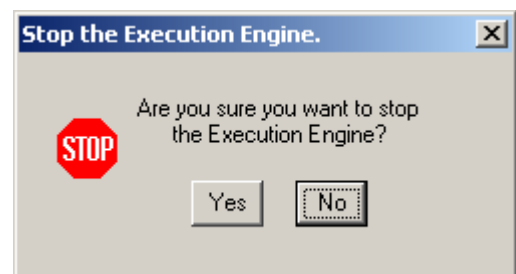 Stop the Execution Engine.
Are you sure you want to stop
the Execution Engine?
STOP
Yes No